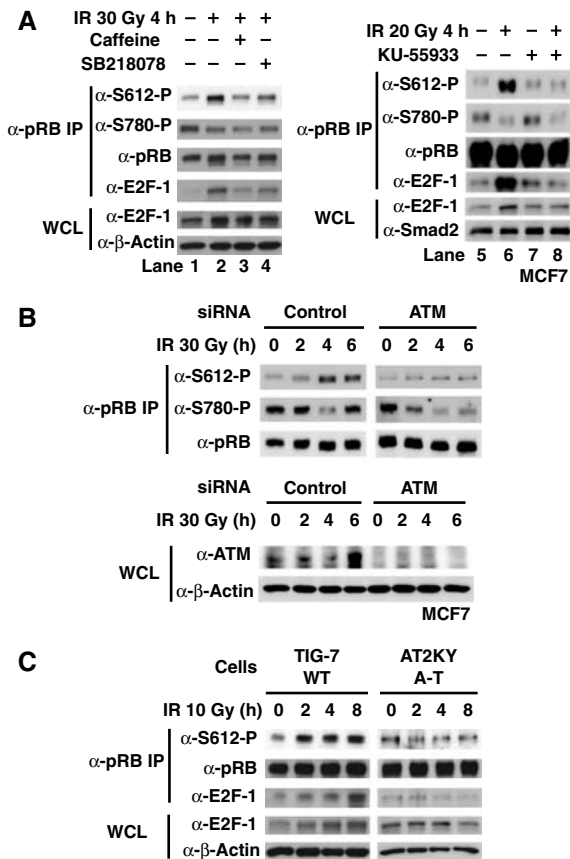 A
IR 30 Gy 4 h – + + +
Caffeine – – + –
SB218078 – – – +
α-pRB IP
α-S612-P
α-S780-P
α-pRB
α-E2F-1
WCL
α-E2F-1
α-β-Actin
Lane 1 2 3 4
IR 20 Gy 4 h – + – +
KU-55933 – – + +
α-pRB IP
α-S612-P
α-S780-P
α-pRB
α-E2F-1
WCL
α-E2F-1
α-Smad2
Lane 5 6 7 8
MCF7
B
siRNA Control ATM
IR 30 Gy (h) 0 2 4 6 0 2 4 6
α-pRB IP
α-S612-P
α-S780-P
α-pRB
siRNA Control ATM
IR 30 Gy (h) 0 2 4 6 0 2 4 6
WCL
α-ATM
α-β-Actin
MCF7
C
Cells TIG-7 AT2KY
WT A-T
IR 10 Gy (h) 0 2 4 8 0 2 4 8
α-pRB IP
α-S612-P
α-pRB
α-E2F-1
WCL
α-E2F-1
α-β-Actin